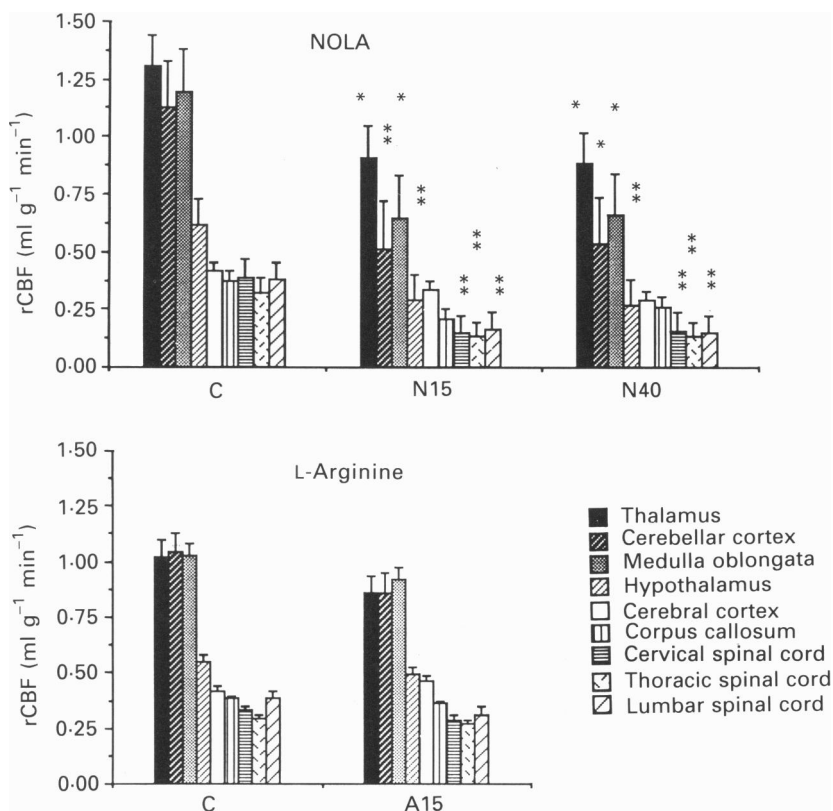 NOLA
rCBF (ml g⁻¹ min⁻¹)
1·50
1·25
1·00
0·75
0·50
0·25
0·00
* ** * ** ** ** **
* * * ** ** ** **
C N15 N40
L-Arginine
rCBF (ml g⁻¹ min⁻¹)
1·50
1·25
1·00
0·75
0·50
0·25
0·00
C A15
Thalamus
Cerebellar cortex
Medulla oblongata
Hypothalamus
Cerebral cortex
Corpus callosum
Cervical spinal cord
Thoracic spinal cord
Lumbar spinal cord